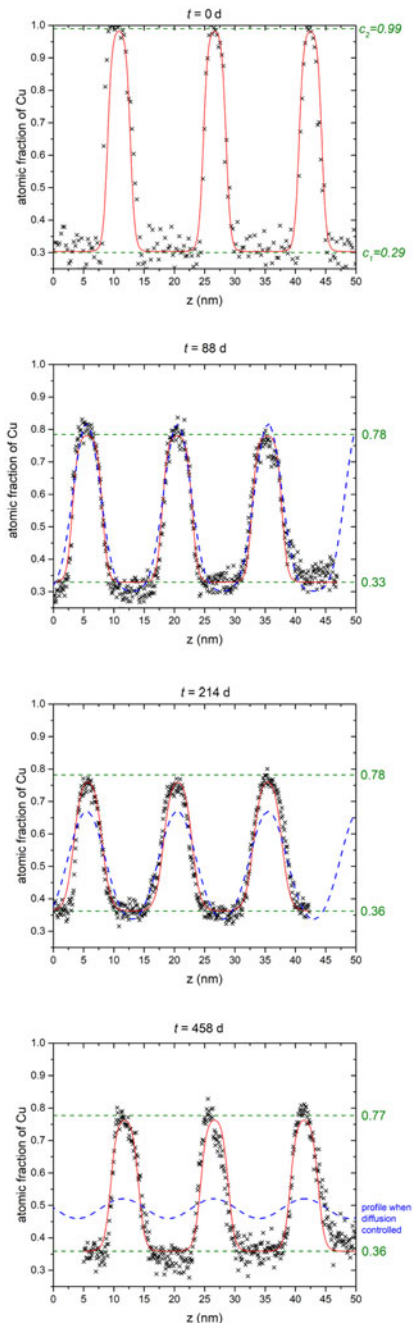 t = 0 d
1.0
c₂=0.99
0.9
0.8
0.7
0.6
0.5
0.4
0.3
c₁=0.29
atomic fraction of Cu
0 5 10 15 20 25 30 35 40 45 50
z (nm)
t = 88 d
1.0
0.9
0.8
0.78
0.7
0.6
0.5
0.4
0.33
0.3
atomic fraction of Cu
0 5 10 15 20 25 30 35 40 45 50
z (nm)
t = 214 d
1.0
0.9
0.8
0.78
0.7
0.6
0.5
0.4
0.36
0.3
atomic fraction of Cu
0 5 10 15 20 25 30 35 40 45 50
z (nm)
t = 458 d
1.0
0.9
0.8
0.77
0.7
0.6
0.5
profile when
diffusion
controlled
0.4
0.36
0.3
atomic fraction of Cu
0 5 10 15 20 25 30 35 40 45 50
z (nm)